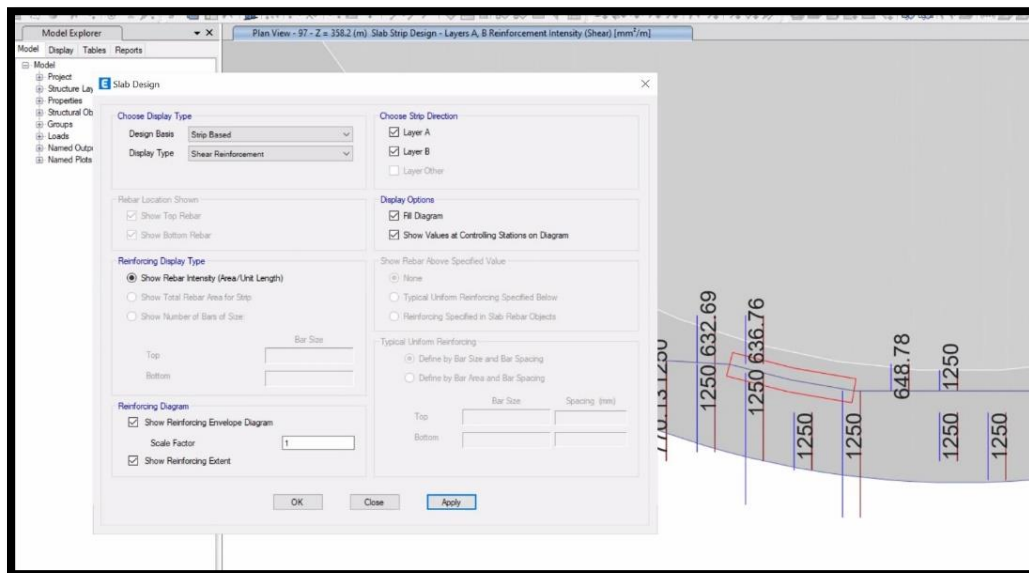 Model Explorer
Plan View - 97 - Z = 358.2 (m) Slab Strip Design - Layers A, B Reinforcement Intensity (Shear) [mm²/m]
Model Display Tables Reports
Model
Project
Structure Lay
Properties
Structural Ob
Groups
Loads
Named Outpu
Named Plots
Slab Design
Choose Display Type
Design Basis Strip Based
Display Type Shear Reinforcement
Choose Strip Direction
Layer A
Layer B
Layer Other
Rebar Location Shown
Show Top Rebar
Show Bottom Rebar
Display Options
Fill Diagram
Show Values at Controlling Stations on Diagram
Reinforcing Display Type
Show Rebar Intensity (Area/Unit Length)
Show Total Rebar Area for Strip
Show Number of Bars of Size:
Bar Size
Top
Bottom
Show Rebar Above Specified Value
None
Typical Uniform Reinforcing Specified Below
Reinforcing Specified in Slab Rebar Objects
Typical Uniform Reinforcing
Define by Bar Size and Bar Spacing
Define by Bar Area and Bar Spacing
Bar Size Spacing (mm)
Top
Bottom
Reinforcing Diagram
Show Reinforcing Envelope Diagram
Scale Factor 1
Show Reinforcing Extent
OK Close Apply
1250 632.69
1250 636.76
1250
1250
648.78
1250
1250
1250